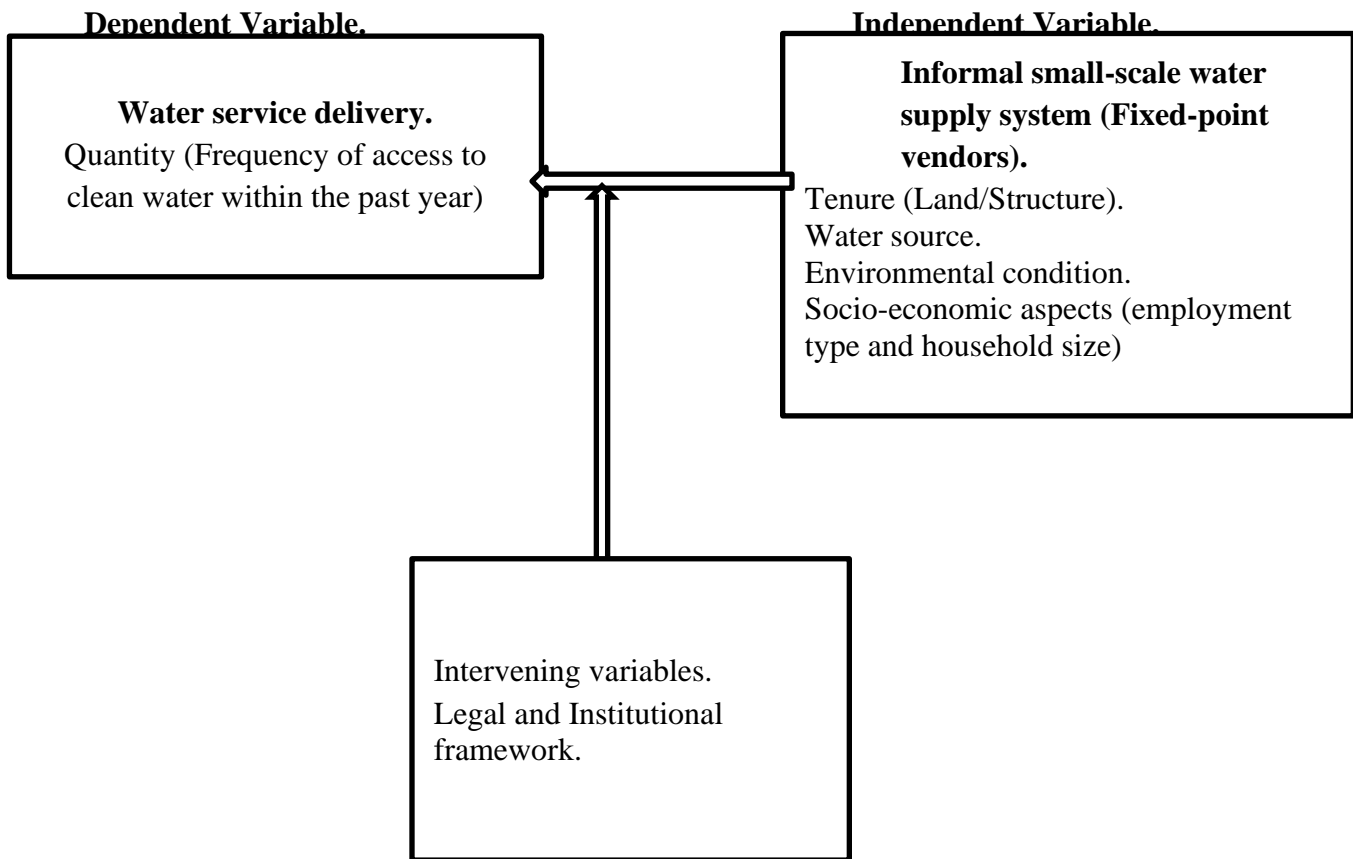 Dependent Variable.
Water service delivery.
Quantity (Frequency of access to
clean water within the past year)
Independent Variable.
Informal small-scale water
supply system (Fixed-point
vendors).
Tenure (Land/Structure).
Water source.
Environmental condition.
Socio-economic aspects (employment
type and household size)
Intervening variables.
Legal and Institutional
framework.